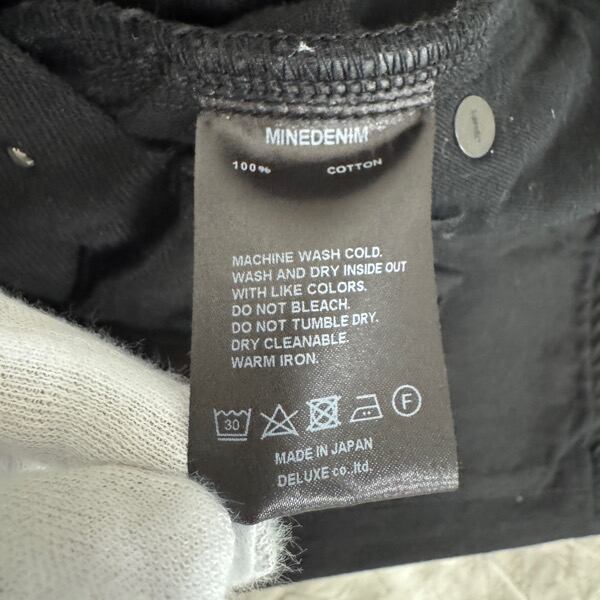 MINEDENIM
100% COTTON
MACHINE WASH COLD.
WASH AND DRY INSIDE OUT
WITH LIKE COLORS.
DO NOT BLEACH.
DO NOT TUMBLE DRY.
DRY CLEANABLE.
WARM IRON.
30
F
MADE IN JAPAN
DELUXE co.,ltd.